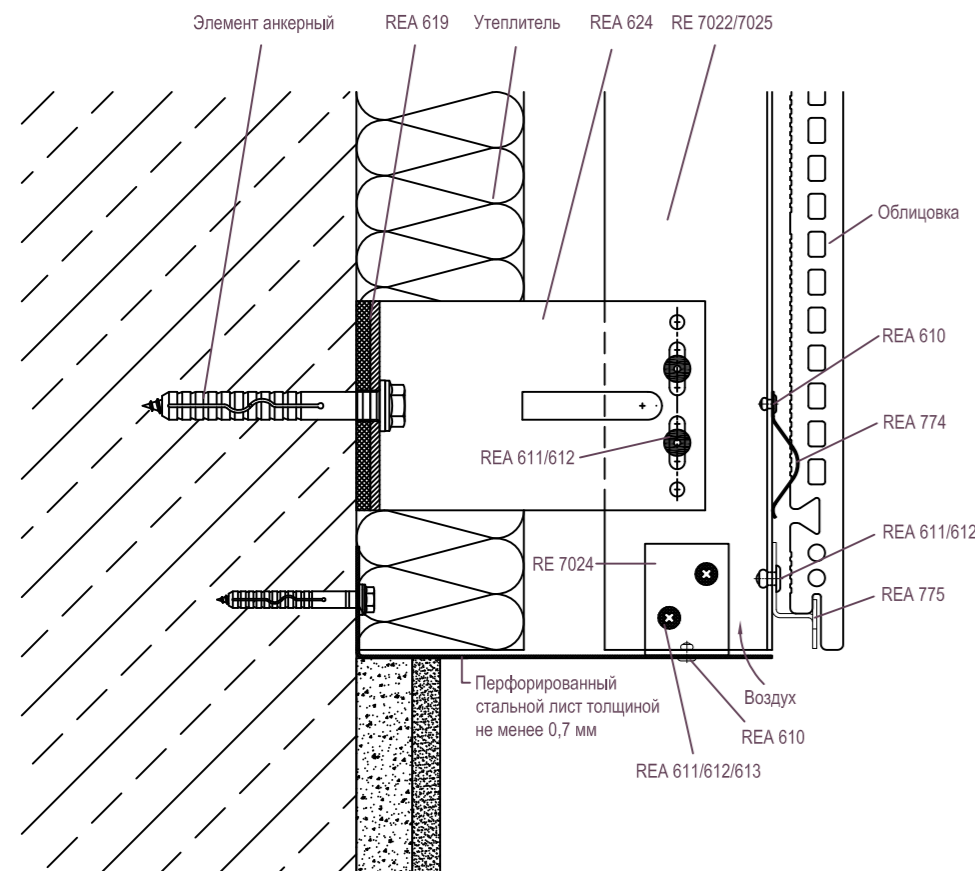 Элемент анкерный
REA 619
Утеплитель
REA 624
RE 7022/7025
Облицовка
REA 610
REA 774
REA 611/612
REA 611/612
RE 7024
REA 775
Перфорированный
стальной лист толщиной
не менее 0,7 мм
Воздух
REA 610
REA 611/612/613